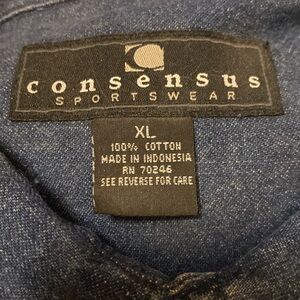 consensus
SPORTSWEAR
XL
100% COTTON
MADE IN INDONESIA
RN 70246
SEE REVERSE FOR CARE